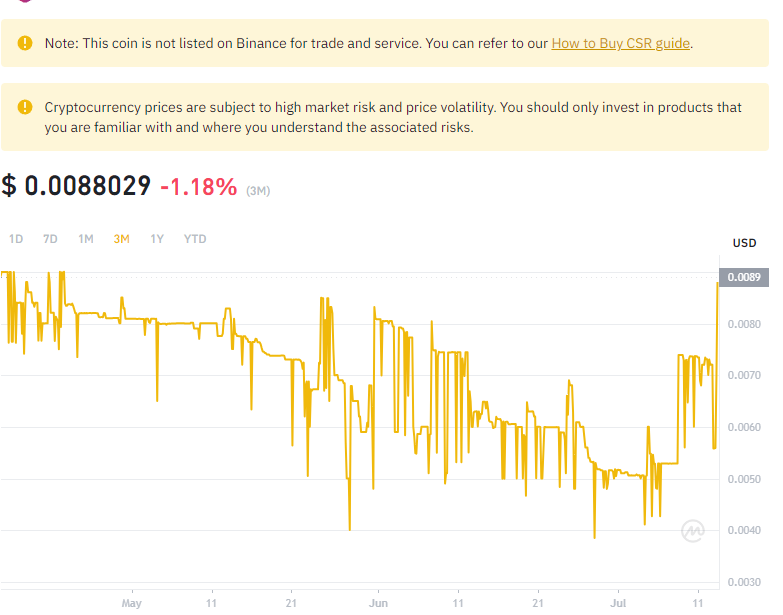 Note: This coin is not listed on Binance for trade and service. You can refer to our How to Buy CSR guide.
Cryptocurrency prices are subject to high market risk and price volatility. You should only invest in products that
you are familiar with and where you understand the associated risks.
$ 0.0088029 -1.18% (3M)
1D 7D 1M 3M 1Y YTD
USD
0.0089
0.0080
0.0070
0.0060
0.0050
0.0040
0.0030
May 11 21 Jun 11 21 Jul 11